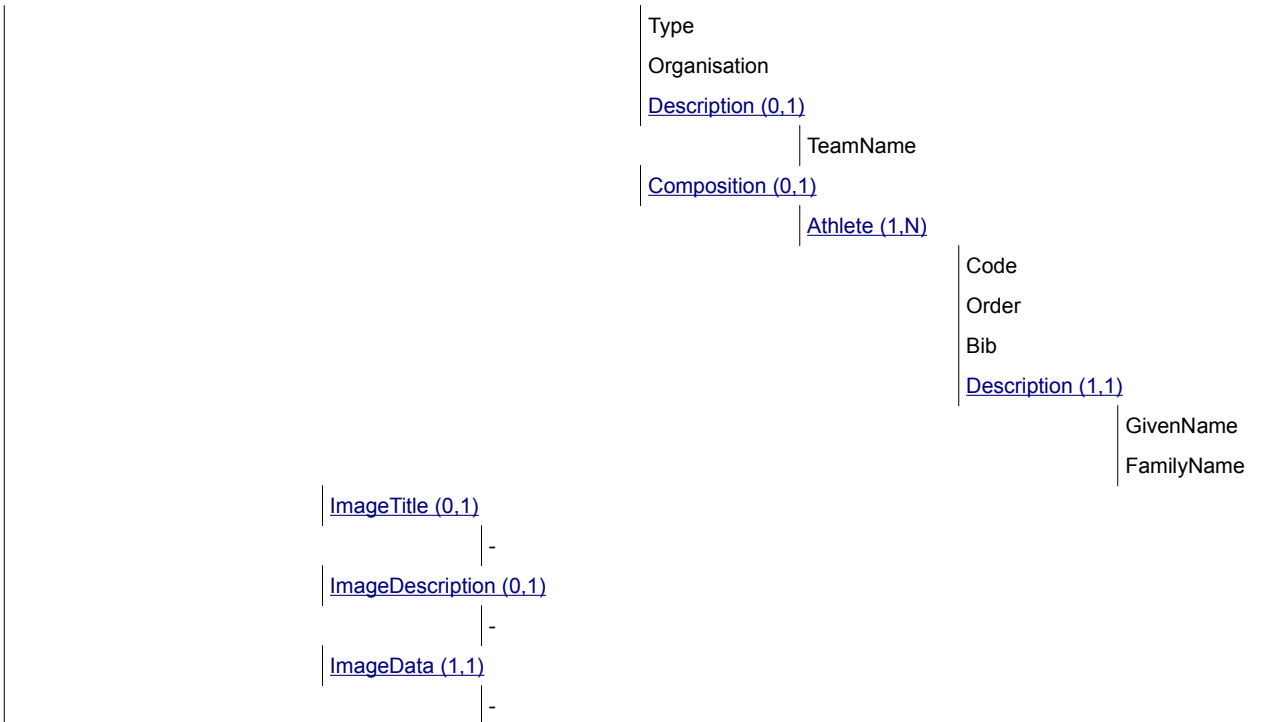 Type
Organisation
Description (0,1)
TeamName
Composition (0,1)
Athlete (1,N)
Code
Order
Bib
Description (1,1)
GivenName
FamilyName
ImageTitle (0,1)
-
ImageDescription (0,1)
-
ImageData (1,1)
-